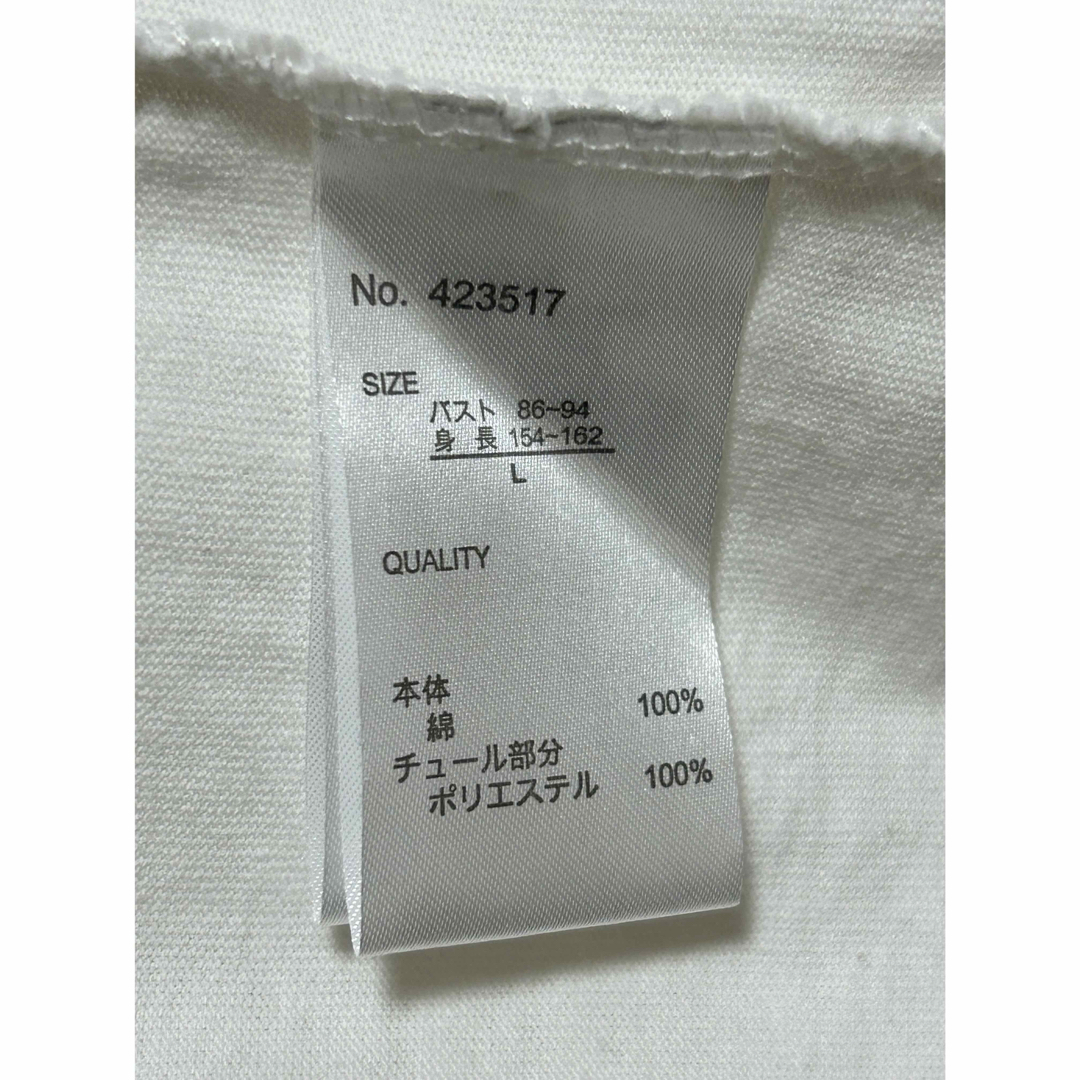 No. 423517
SIZE
バスト 86~94
身長 154~162
L
QUALITY
本体
綿 100%
チュール部分
ポリエステル 100%